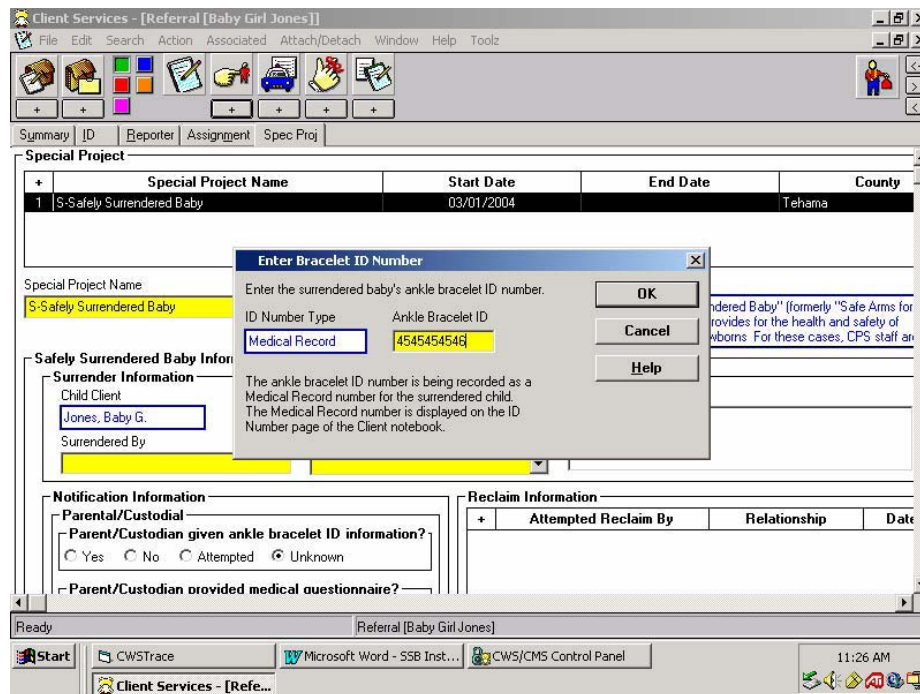 Client Services - [Referral [Baby Girl Jones]]
File Edit Search Action Associated Attach/Detach Window Help Toolz
+ + + + + +
Summary ID Reporter Assignment Spec Proj
Special Project
+ Special Project Name Start Date End Date County
1 S-Safely Surrendered Baby 03/01/2004 Tehama
Enter Bracelet ID Number
Enter the surrendered baby's ankle bracelet ID number.
ID Number Type Ankle Bracelet ID
Medical Record 4545454546
OK
Cancel
Help
The ankle bracelet ID number is being recorded as a
Medical Record number for the surrendered child.
The Medical Record number is displayed on the ID
Number page of the Client notebook.
Special Project Name
S-Safely Surrendered Baby
ndered Baby" (formerly "Safe Arms for
rovides for the health and safety of
wborns For these cases, CPS staff are
Safely Surrendered Baby Infor
Surrender Information
Child Client
Jones, Baby G.
Surrendered By
Notification Information
Parental/Custodial
Parent/Custodian given ankle bracelet ID information?
Yes No Attempted Unknown
Parent/Custodian provided medical questionnaire?
Reclaim Information
+ Attempted Reclaim By Relationship Date
Ready Referral [Baby Girl Jones]
Start CWSTrace Microsoft Word - SSB Inst... CWS/CMS Control Panel 11:26 AM
Client Services - [Refe...